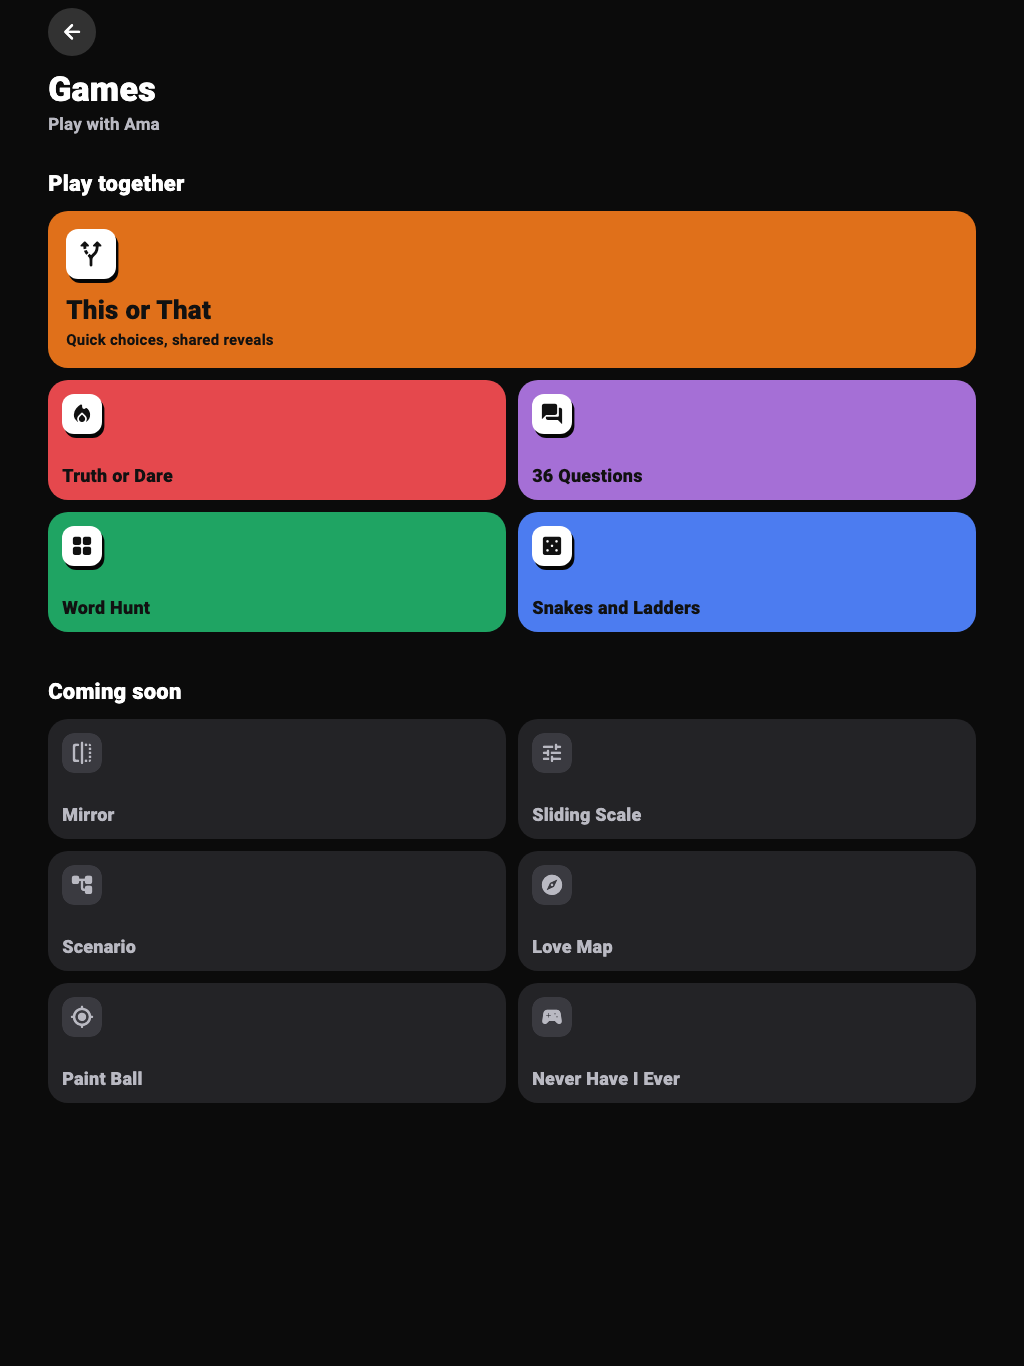 Games
Play with Ama
Play together
This or That
Quick choices, shared reveals
Truth or Dare
36 Questions
Word Hunt
Snakes and Ladders
Coming soon
Mirror
Sliding Scale
Scenario
Love Map
Paint Ball
Never Have I Ever